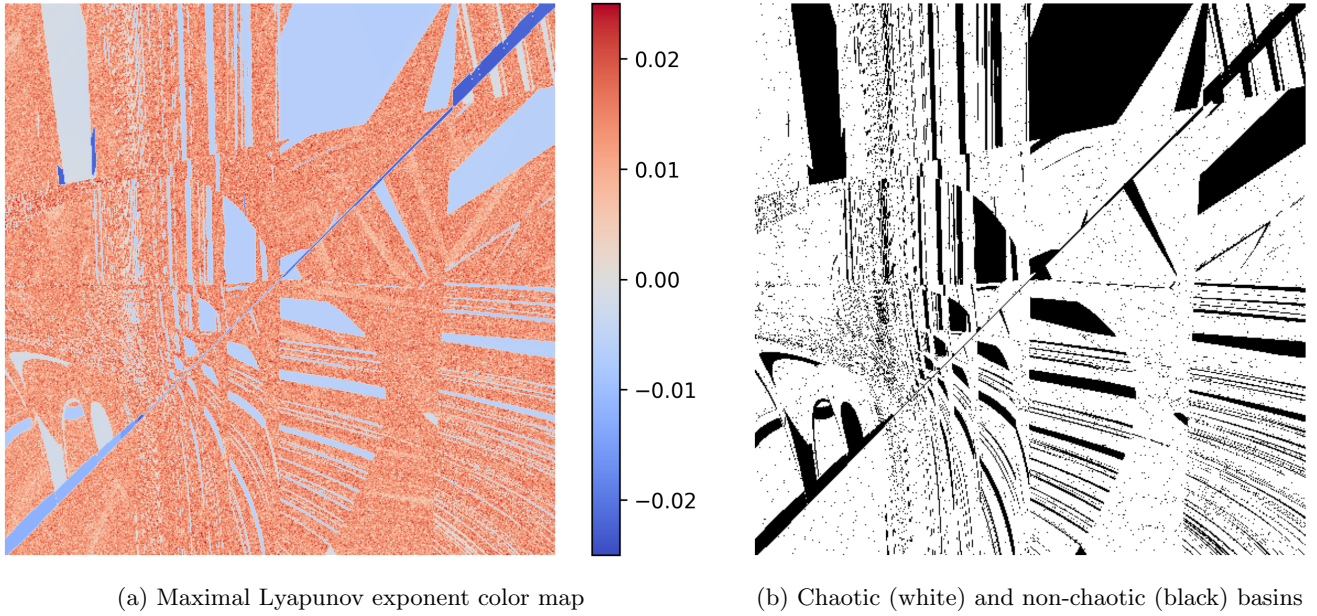 0.02
0.01
0.00
−0.01
−0.02
(a) Maximal Lyapunov exponent color map
(b) Chaotic (white) and non-chaotic (black) basins